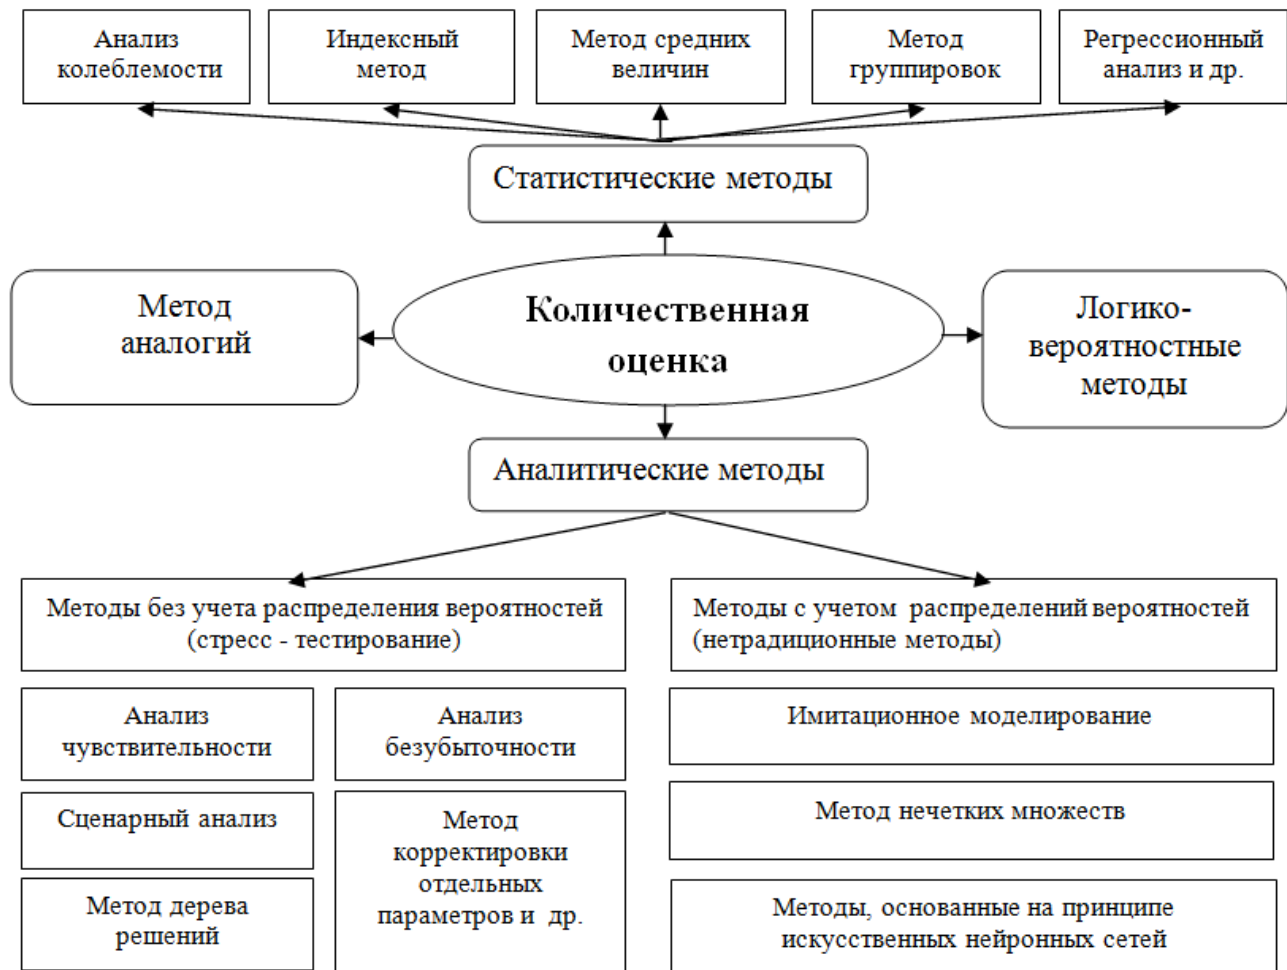 Анализ
колеблемости
Индексный
метод
Метод средних
величин
Метод
группировок
Регрессионный
анализ и др.
Статистические методы
Метод
аналогий
Количественная
оценка
Логико-
вероятностные
методы
Аналитические методы
Методы без учета распределения вероятностей
(стресс - тестирование)
Методы с учетом распределений вероятностей
(нетрадиционные методы)
Анализ
чувствительности
Анализ
безубыточности
Имитационное моделирование
Сценарный анализ
Метод
корректировки
отдельных
параметров и др.
Метод нечетких множеств
Метод дерева
решений
Методы, основанные на принципе
искусственных нейронных сетей